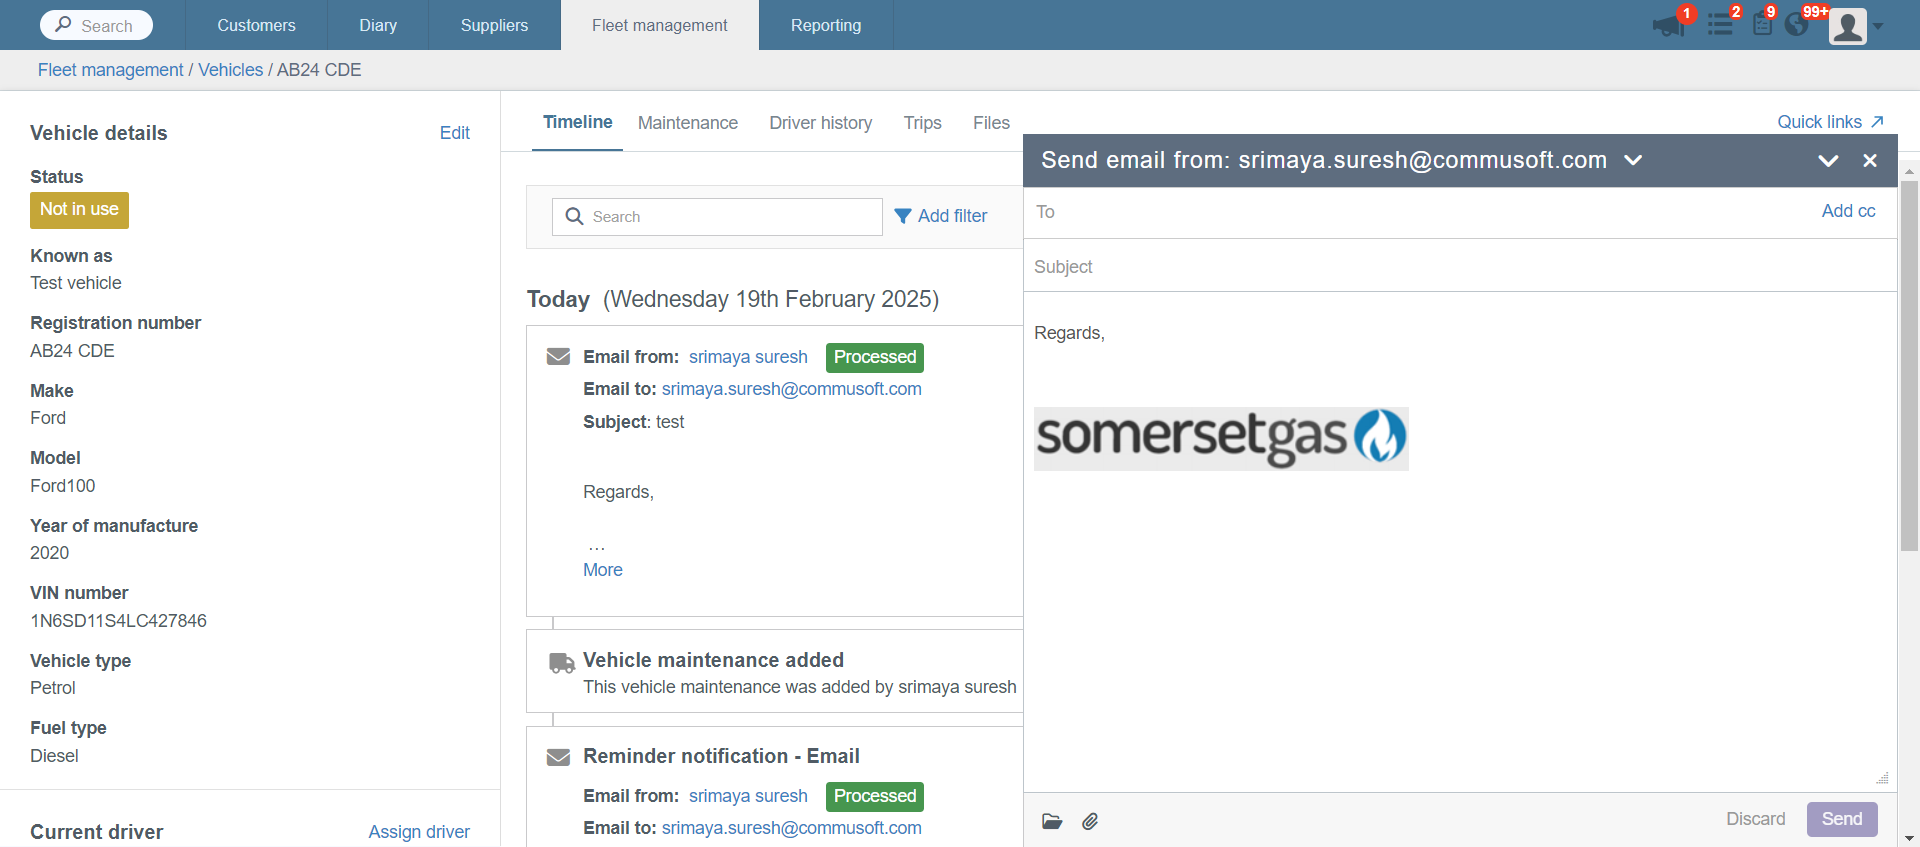 Search
Customers
Diary
Suppliers
Fleet management
Reporting
1
2
9
99+
Fleet management / Vehicles / AB24 CDE
Vehicle details
Edit
Status
Not in use
Known as
Test vehicle
Registration number
AB24 CDE
Make
Ford
Model
Ford100
Year of manufacture
2020
VIN number
1N6SD11S4LC427846
Vehicle type
Petrol
Fuel type
Diesel
Current driver
Assign driver
Timeline
Maintenance
Driver history
Trips
Files
Quick links
Search
Add filter
Today (Wednesday 19th February 2025)
Email from: srimaya suresh Processed
Email to: srimaya.suresh@commusoft.com
Subject: test
Regards,
...
More
Vehicle maintenance added
This vehicle maintenance was added by srimaya suresh
Reminder notification - Email
Email from: srimaya suresh Processed
Email to: srimaya.suresh@commusoft.com
Send email from: srimaya.suresh@commusoft.com
To
Add cc
Subject
Regards,
somersetgas
Discard
Send